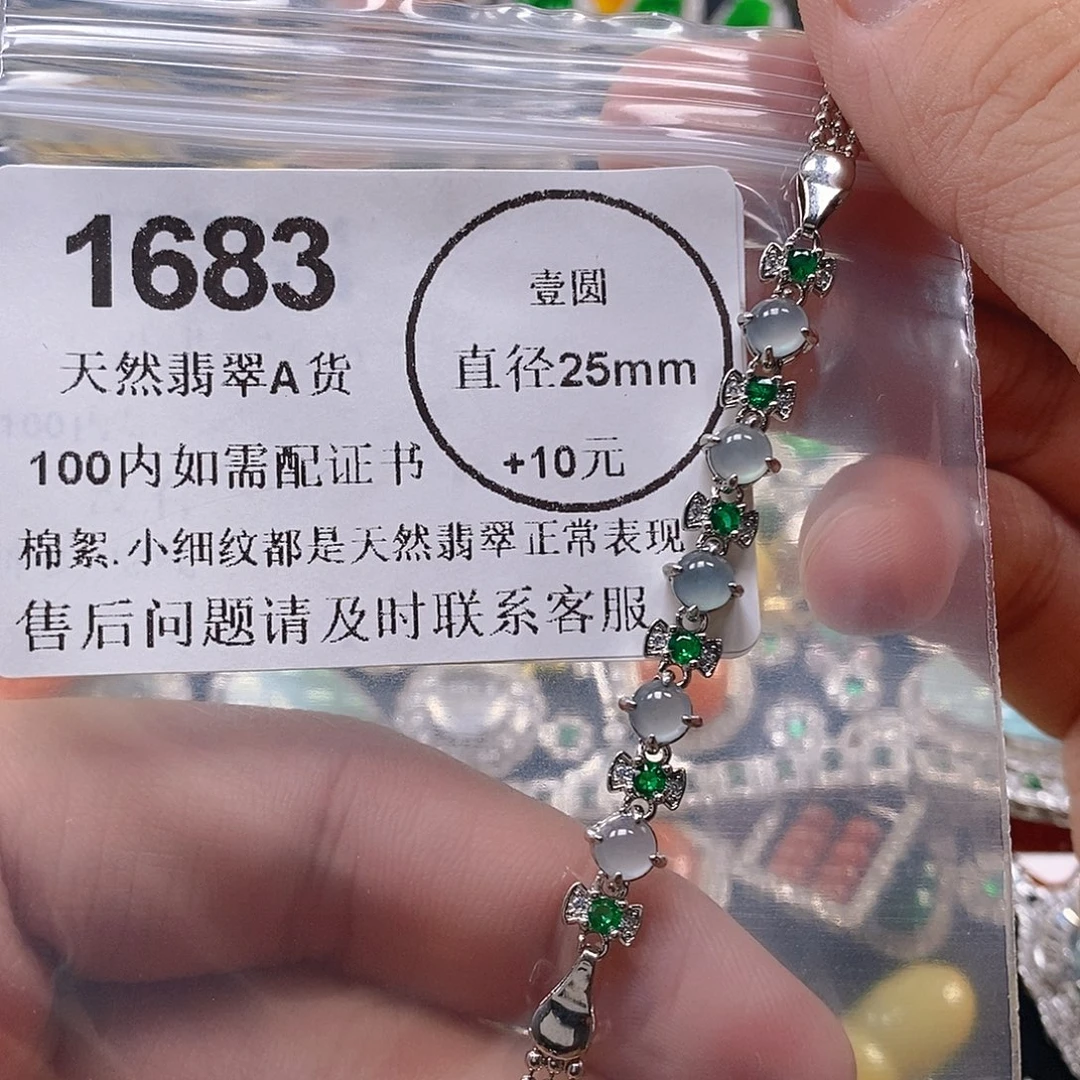 1683
天然翡翠A货
100内如需配证书
壹圆
直径25mm
+10元
棉絮.小细纹都是天然翡翠正常表现
售后问题请及时联系客服